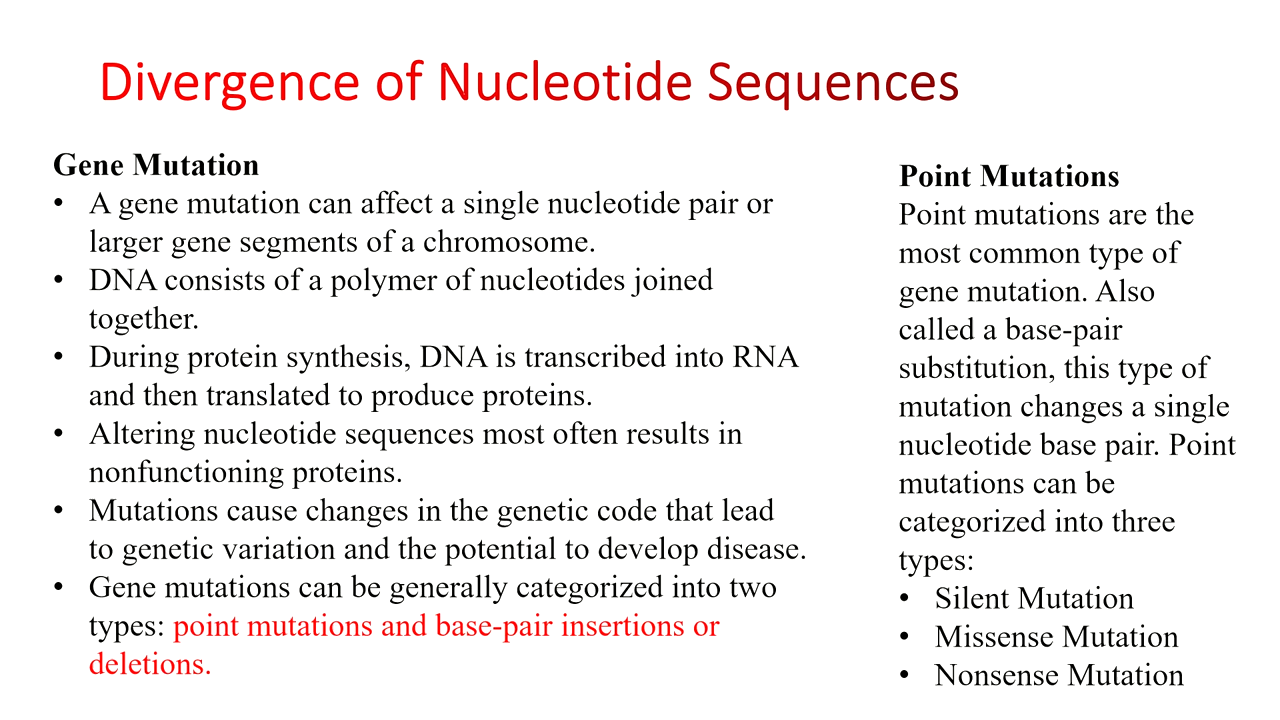 Divergence of Nucleotide Sequences
Gene Mutation
• A gene mutation can affect a single nucleotide pair or
larger gene segments of a chromosome.
• DNA consists of a polymer of nucleotides joined
together.
• During protein synthesis, DNA is transcribed into RNA
and then translated to produce proteins.
• Altering nucleotide sequences most often results in
nonfunctioning proteins.
• Mutations cause changes in the genetic code that lead
to genetic variation and the potential to develop disease.
• Gene mutations can be generally categorized into two
types: point mutations and base-pair insertions or
deletions.
Point Mutations
Point mutations are the
most common type of
gene mutation. Also
called a base-pair
substitution, this type of
mutation changes a single
nucleotide base pair. Point
mutations can be
categorized into three
types:
• Silent Mutation
• Missense Mutation
• Nonsense Mutation